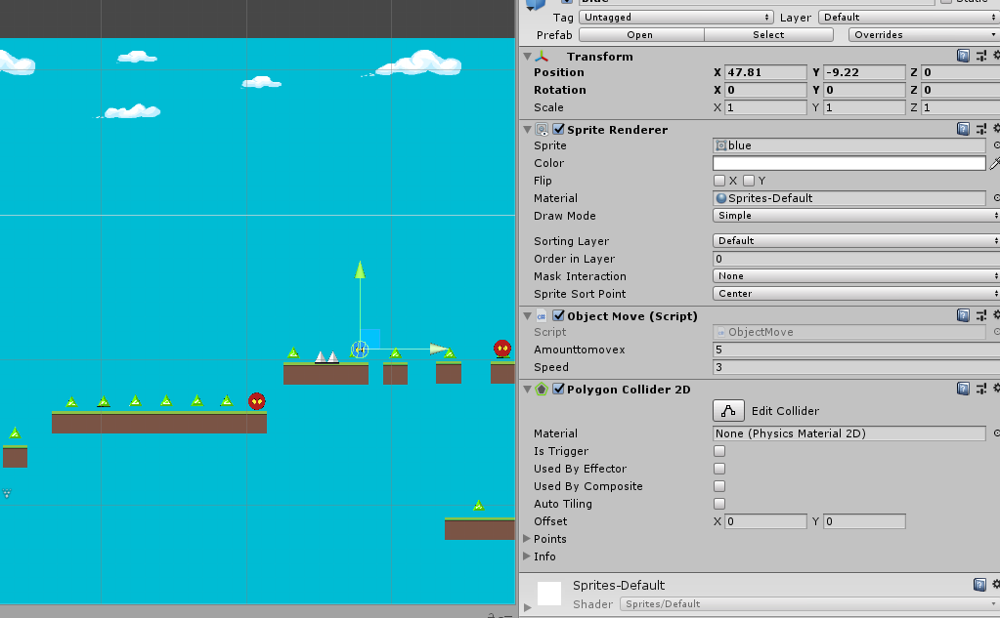 blue
Static
Tag Untagged Layer Default
Prefab Open Select Overrides
Transform
Position X 47.81 Y -9.22 Z 0
Rotation X 0 Y 0 Z 0
Scale X 1 Y 1 Z 1
Sprite Renderer
Sprite blue
Color
Flip X Y
Material Sprites-Default
Draw Mode Simple
Sorting Layer Default
Order in Layer 0
Mask Interaction None
Sprite Sort Point Center
Object Move (Script)
Script ObjectMove
Amounttomovex 5
Speed 3
Polygon Collider 2D
Edit Collider
Material None (Physics Material 2D)
Is Trigger
Used By Effector
Used By Composite
Auto Tiling
Offset X 0 Y 0
Points
Info
Sprites-Default
Shader Sprites/Default